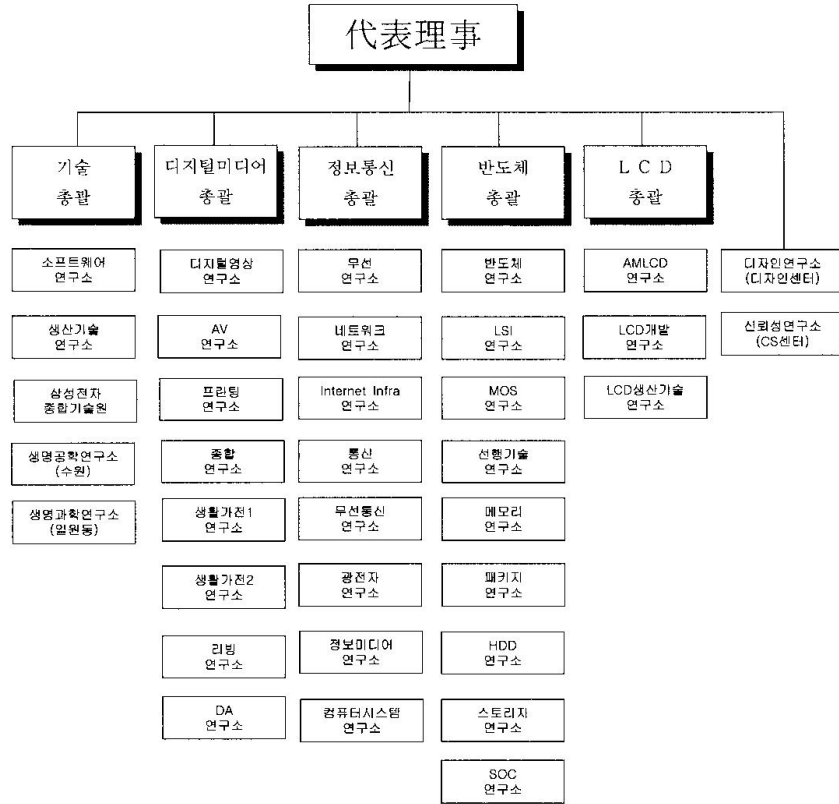 代表理事
기술
총괄
디지털미디어
총괄
정보통신
총괄
반도체
총괄
L C D
총괄
소프트웨어
연구소
생산기술
연구소
삼성전자
종합기술원
생명공학연구소
(수원)
생명과학연구소
(일원동)
디지털영상
연구소
AV
연구소
프린팅
연구소
종합
연구소
생활가전1
연구소
생활가전2
연구소
리빙
연구소
DA
연구소
무선
연구소
네트워크
연구소
Internet Infra
연구소
통신
연구소
무선통신
연구소
광전자
연구소
정보미디어
연구소
컴퓨터시스템
연구소
반도체
연구소
LSI
연구소
MOS
연구소
선행기술
연구소
메모리
연구소
패키지
연구소
HDD
연구소
스토리지
연구소
SOC
연구소
AMLCD
연구소
LCD개발
연구소
LCD생산기술
연구소
디자인연구소
(디자인센터)
신뢰성연구소
(CS센터)